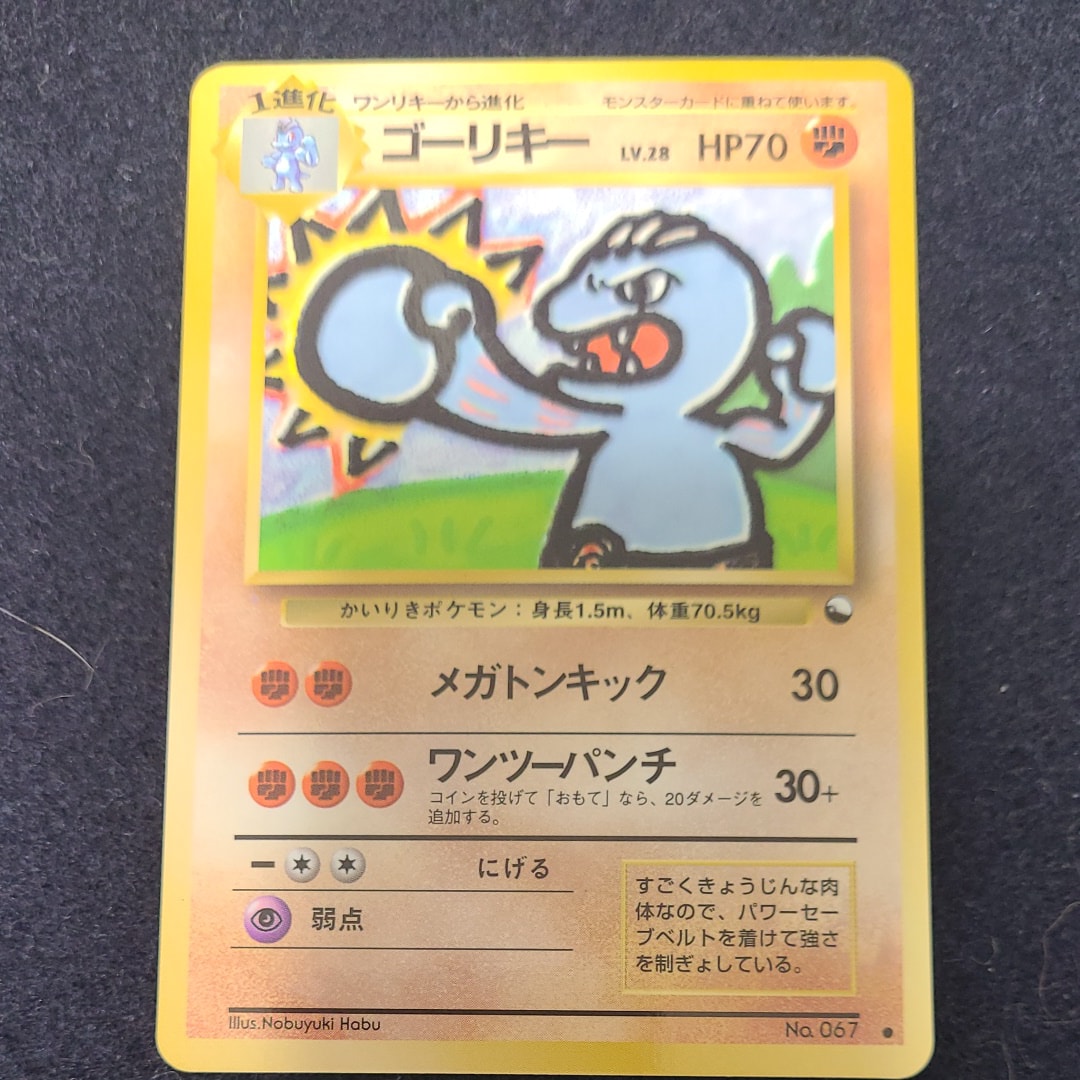 1進化 ワンリキーから進化 モンスターカードに重ねて使います。
ゴーリキー LV.28 HP70
かいりきポケモン：身長1.5m、体重70.5kg
メガトンキック 30
ワンツーパンチ 30+
コインを投げて「おもて」なら、20ダメージを
追加する。
ー にげる
弱点
すごくきょうじんな肉
体なので、パワーセー
ブベルトを着けて強さ
を制ぎょしている。
Illus.Nobuyuki Habu
No. 067 ●